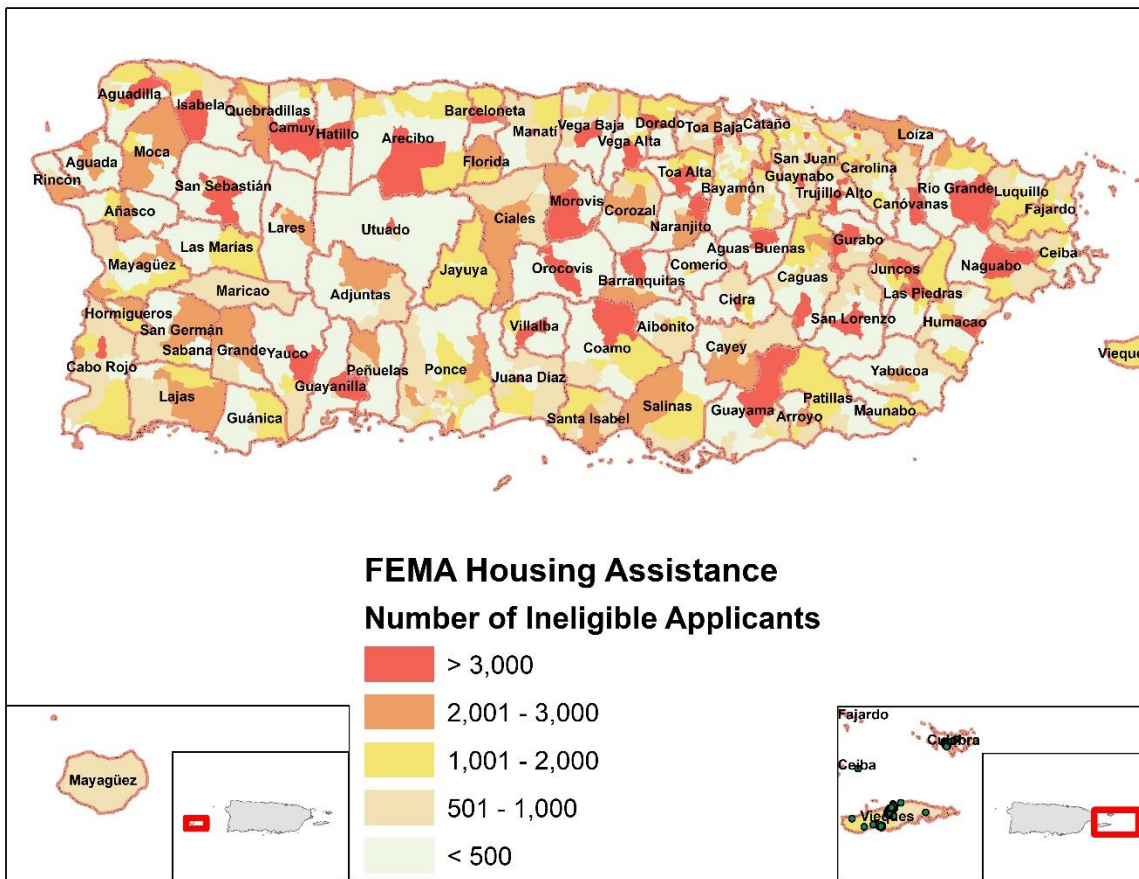 Aguadilla
Isabela
Quebradillas
Camuy
Hatillo
Arecibo
Barceloneta
Manatí
Vega Baja
Vega Alta
Dorado
Toa Baja
Cataño
Loíza
Aguada
Rincón
Moca
San Sebastián
Florida
Toa Alta
Bayamón
San Juan
Guaynabo
Carolina
Trujillo Alto
Canóvanas
Río Grande
Luquillo
Fajardo
Añasco
Lares
Utuado
Ciales
Morovis
Corozal
Naranjito
Las Marías
Mayagüez
Jayuya
Orocovis
Barranquitas
Comerío
Aguas Buenas
Gurabo
Caguas
Juncos
Naguabo
Ceiba
Maricao
Adjuntas
Las Piedras
Hormigueros
San Germán
Sabana Grande
Yauco
Villalba
Coamo
Aibonito
Cidra
Cayey
San Lorenzo
Humacao
Cabo Rojo
Guayanilla
Peñuelas
Ponce
Juana Díaz
Yabucoa
Lajas
Guánica
Santa Isabel
Salinas
Guayama
Arroyo
Patillas
Maunabo
Vieques
FEMA Housing Assistance
Number of Ineligible Applicants
> 3,000
2,001 - 3,000
1,001 - 2,000
501 - 1,000
< 500
Mayagüez
Fajardo
Culebra
Ceiba
Vieques